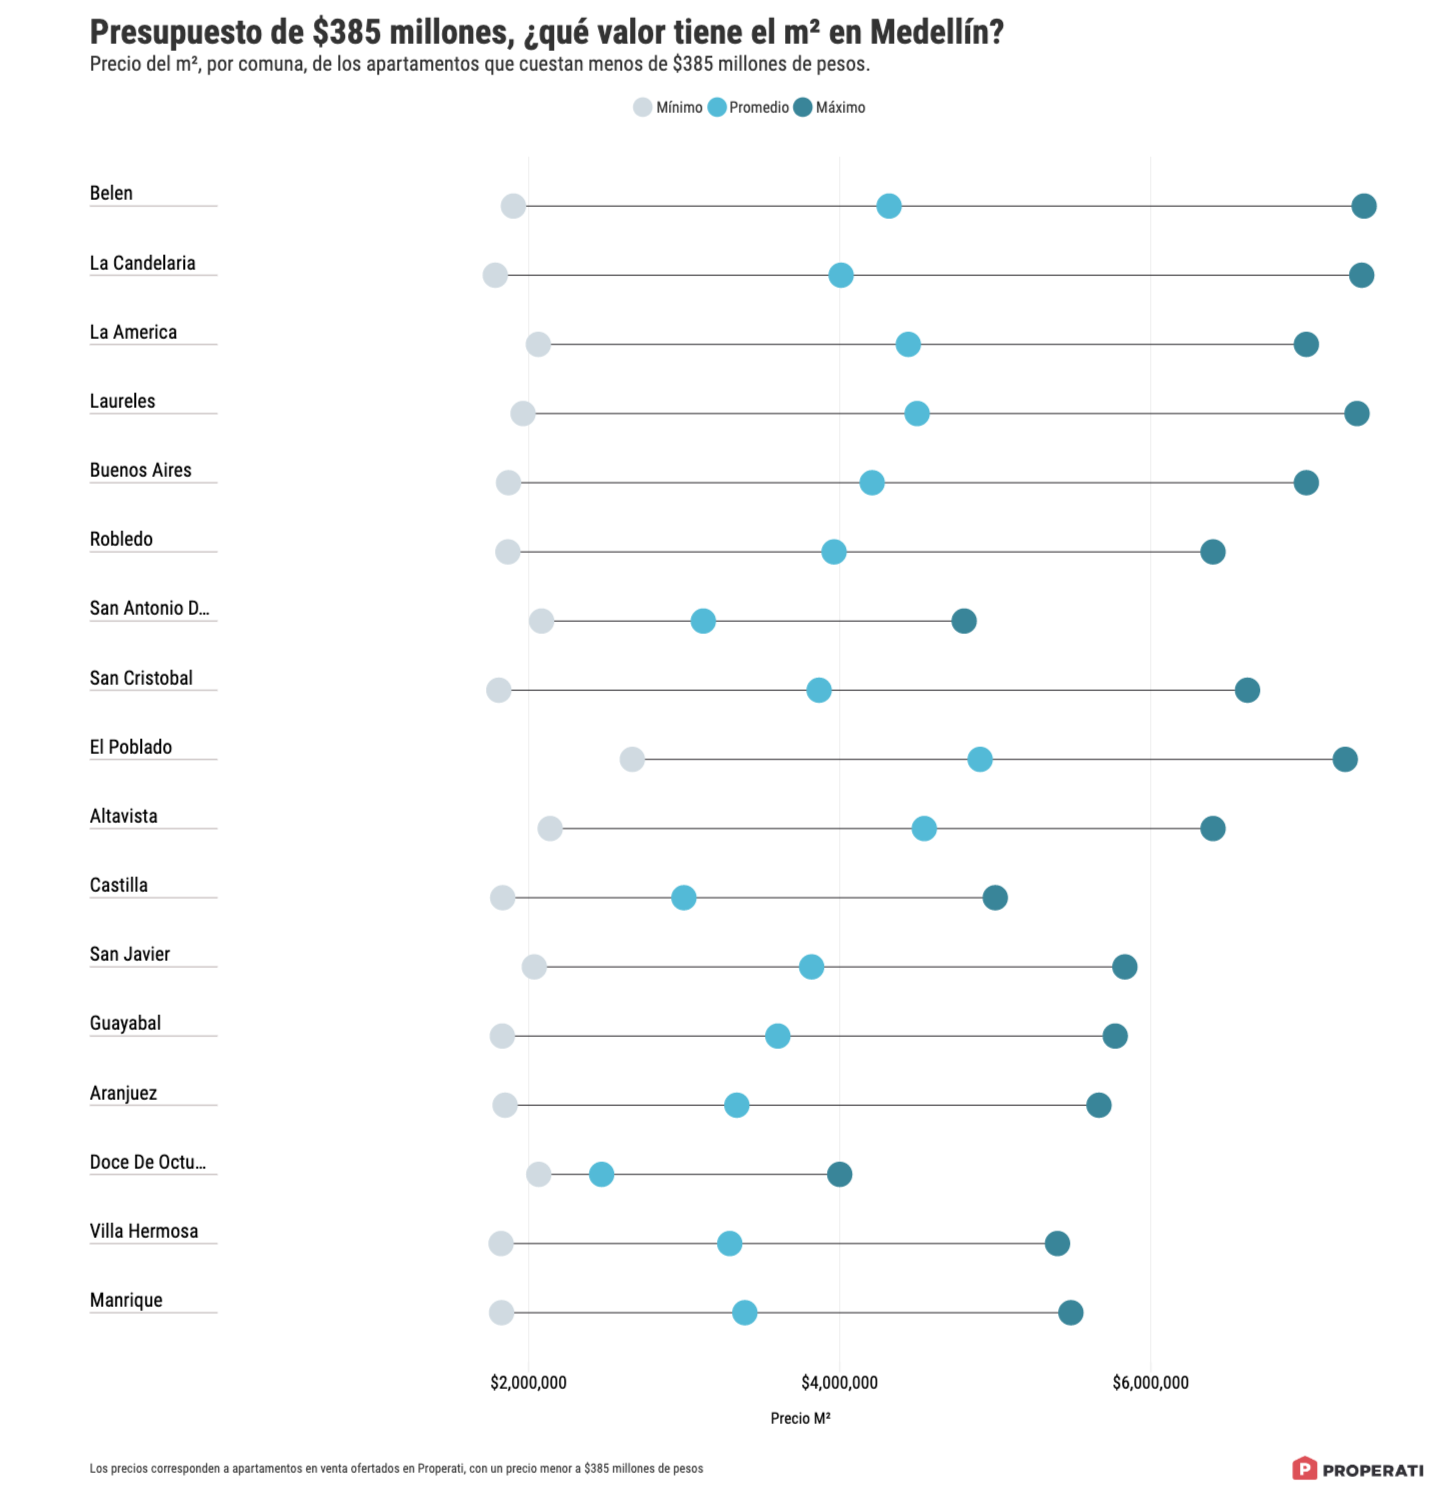 Presupuesto de $385 millones, ¿qué valor tiene el m² en Medellín?
Precio del m², por comuna, de los apartamentos que cuestan menos de $385 millones de pesos.
Mínimo Promedio Máximo
Belen
La Candelaria
La America
Laureles
Buenos Aires
Robledo
San Antonio D...
San Cristobal
El Poblado
Altavista
Castilla
San Javier
Guayabal
Aranjuez
Doce De Octu...
Villa Hermosa
Manrique
$2,000,000 $4,000,000 $6,000,000
Precio M²
Los precios corresponden a apartamentos en venta ofertados en Properati, con un precio menor a $385 millones de pesos
P PROPERATI